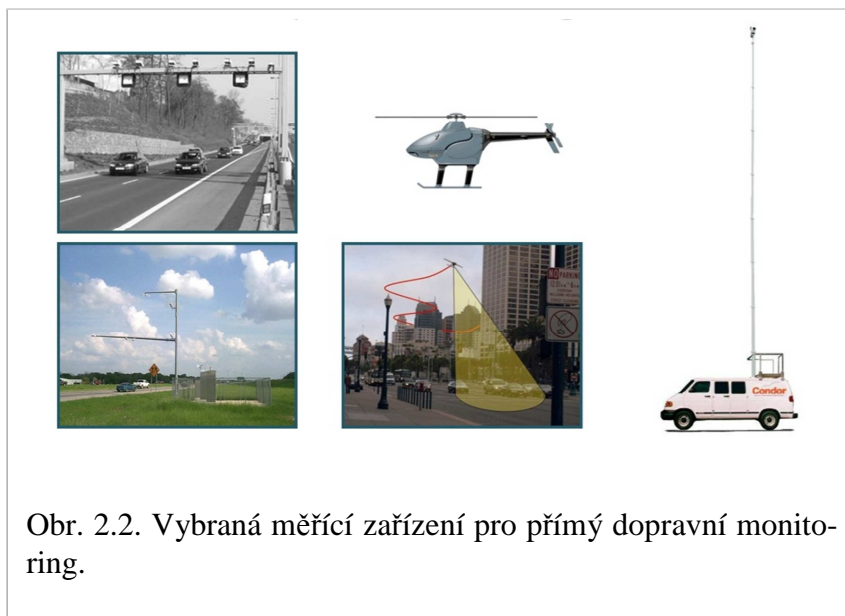 NO PARKING
Condor
Obr. 2.2. Vybraná měřící zařízení pro přímý dopravní monito-
ring.